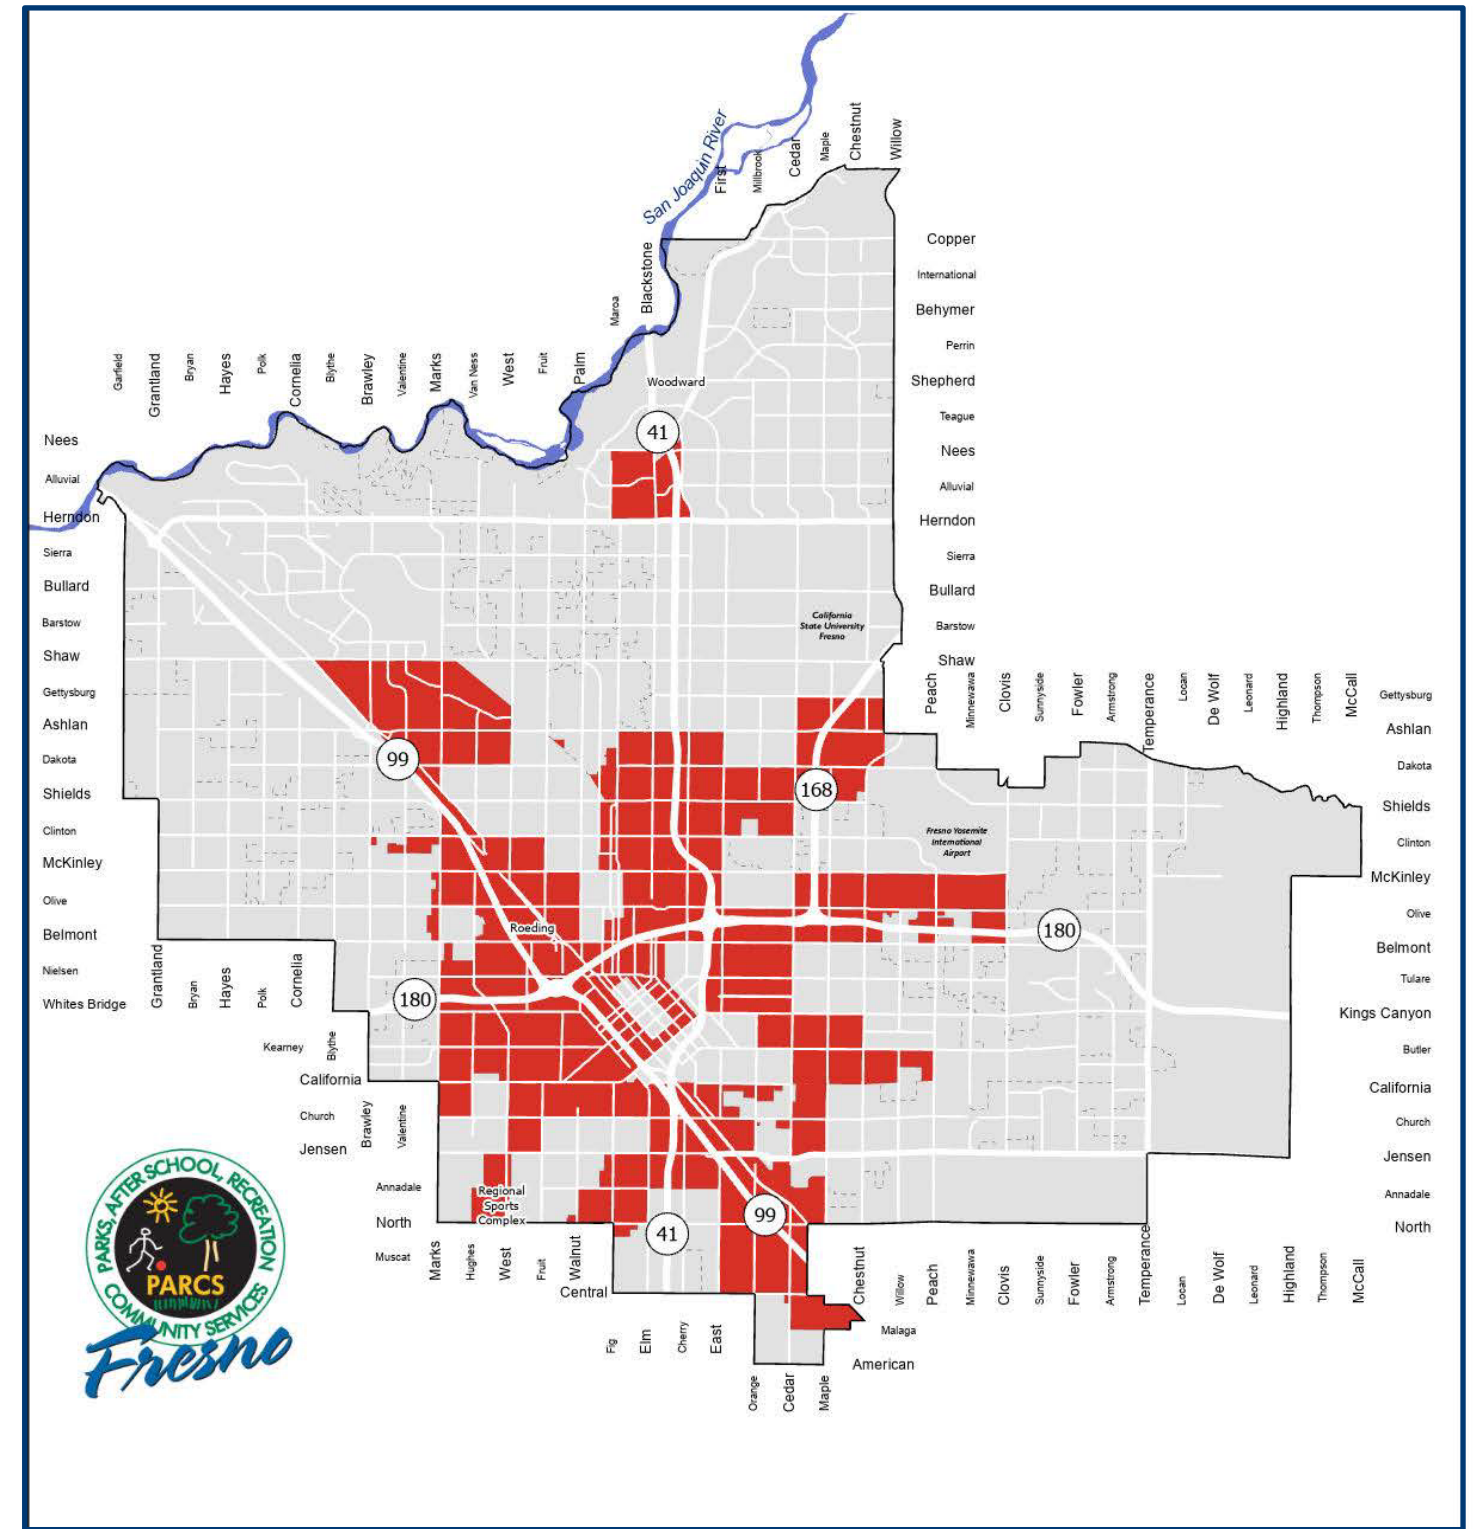 San Joaquin River
First
Millbrook
Cedar
Maple
Chestnut
Willow
Maroa
Blackstone
Copper
International
Behymer
Perrin
Shepherd
Teague
Nees
Alluvial
Herndon
Sierra
Bullard
Barstow
Shaw
Garfield
Grantland
Bryan
Hayes
Polk
Cornelia
Blythe
Brawley
Valentine
Marks
Van Ness
West
Fruit
Palm
Woodward
41
Nees
Alluvial
Herndon
Sierra
Bullard
Barstow
Shaw
Gettysburg
Ashlan
Dakota
Shields
Clinton
McKinley
Olive
Belmont
Nielsen
Whites Bridge
California
State University
Fresno
Peach
Minnewawa
Clovis
Sunnyside
Fowler
Armstrong
Temperance
Locan
De Wolf
Leonard
Highland
Thompson
McCall
Gettysburg
Ashlan
Dakota
Shields
Clinton
McKinley
Olive
Belmont
Tulare
Kings Canyon
Butler
California
Church
Jensen
Annadale
North
99
168
Fresno Yosemite
International
Airport
Roeding
180
180
Grantland
Bryan
Hayes
Polk
Cornelia
Kearney
Blythe
California
Church
Jensen
Brawley
Valentine
Annadale
North
Muscat
Regional
Sports
Complex
41
99
Marks
Hughes
West
Fruit
Walnut
Central
Fig
Elm
Cherry
East
Orange
Cedar
Maple
Malaga
American
Chestnut
Willow
Peach
Minnewawa
Clovis
Sunnyside
Fowler
Armstrong
Temperance
Locan
De Wolf
Leonard
Highland
Thompson
McCall
PARKS, AFTER SCHOOL, RECREATION
PARCS
COMMUNITY SERVICES
Fresno